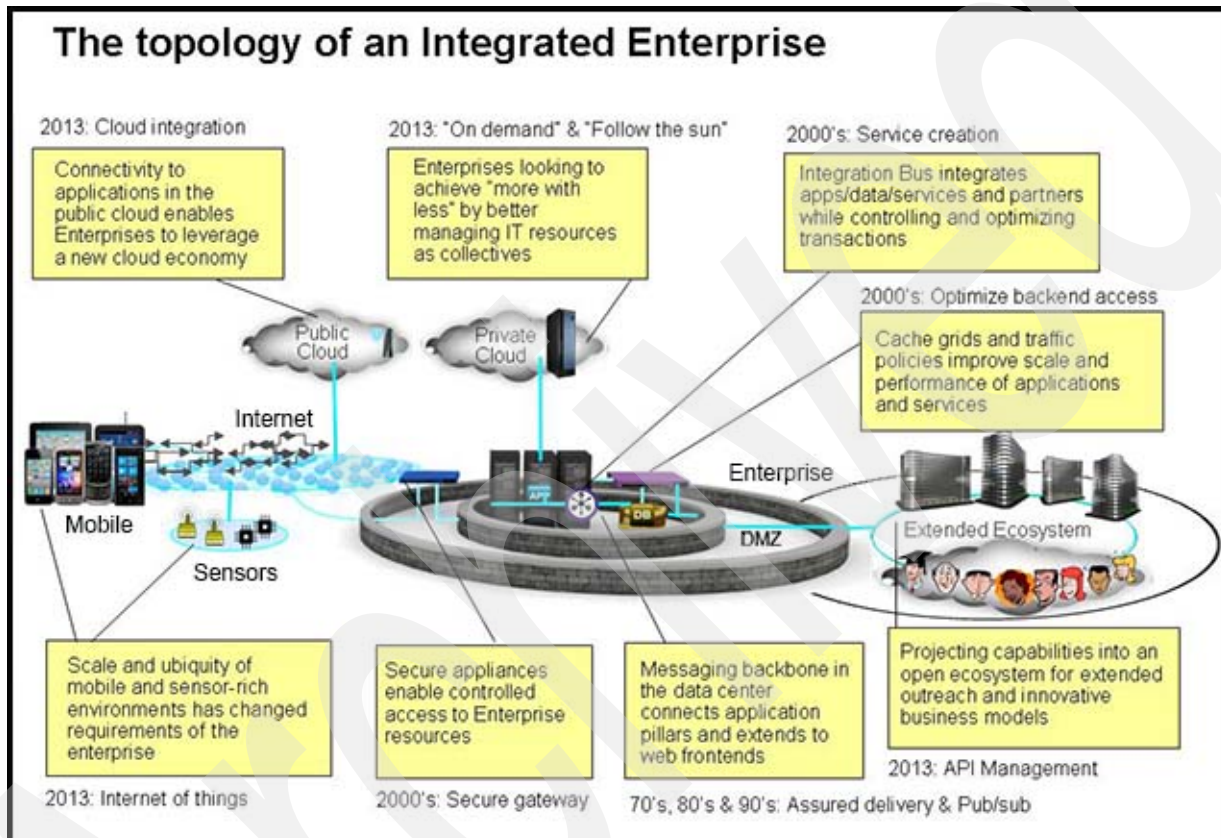 The topology of an Integrated Enterprise
2013: Cloud integration
Connectivity to
applications in the
public cloud enables
Enterprises to leverage
a new cloud economy
2013: "On demand" & "Follow the sun"
Enterprises looking to
achieve "more with
less" by better
managing IT resources
as collectives
2000's: Service creation
Integration Bus integrates
apps/data/services and partners
while controlling and optimizing
transactions
2000's: Optimize backend access
Cache grids and traffic
policies improve scale and
performance of applications
and services
Public
Cloud
Private
Cloud
Internet
Mobile
Sensors
APP
DB
Enterprise
DMZ
Extended Ecosystem
Scale and ubiquity of
mobile and sensor-rich
environments has changed
requirements of the
enterprise
2013: Internet of things
Secure appliances
enable controlled
access to Enterprise
resources
2000's: Secure gateway
Messaging backbone in
the data center
connects application
pillars and extends to
web frontends
70's, 80's & 90's: Assured delivery & Pub/sub
Projecting capabilities into an
open ecosystem for extended
outreach and innovative
business models
2013: API Management